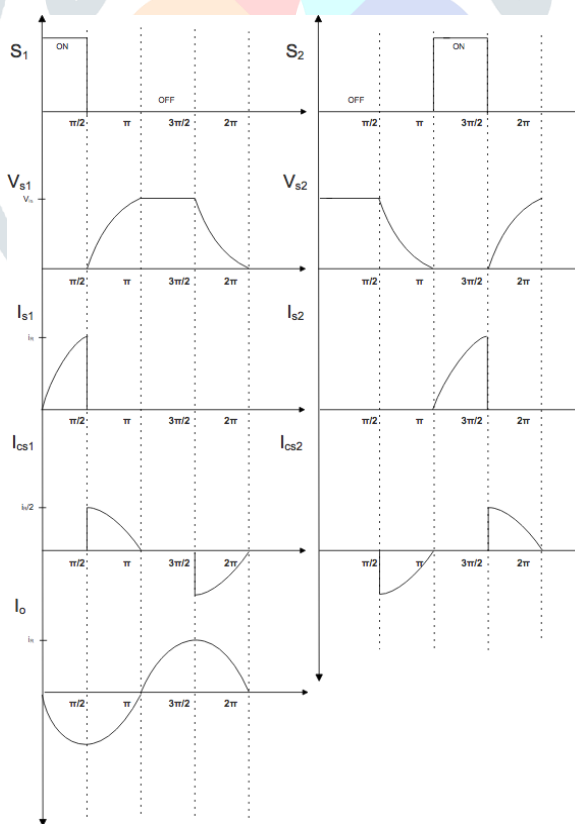 S1
ON
OFF
π/2 π 3π/2 2π
S2
OFF
ON
π/2 π 3π/2 2π
Vs1
π/2 π 3π/2 2π
Vs2
π/2 π 3π/2 2π
Is1
π/2 π 3π/2 2π
Is2
π/2 π 3π/2 2π
Ics1
π/2 π 3π/2 2π
Ics2
π/2 π 3π/2 2π
Io
π/2 π 3π/2 2π